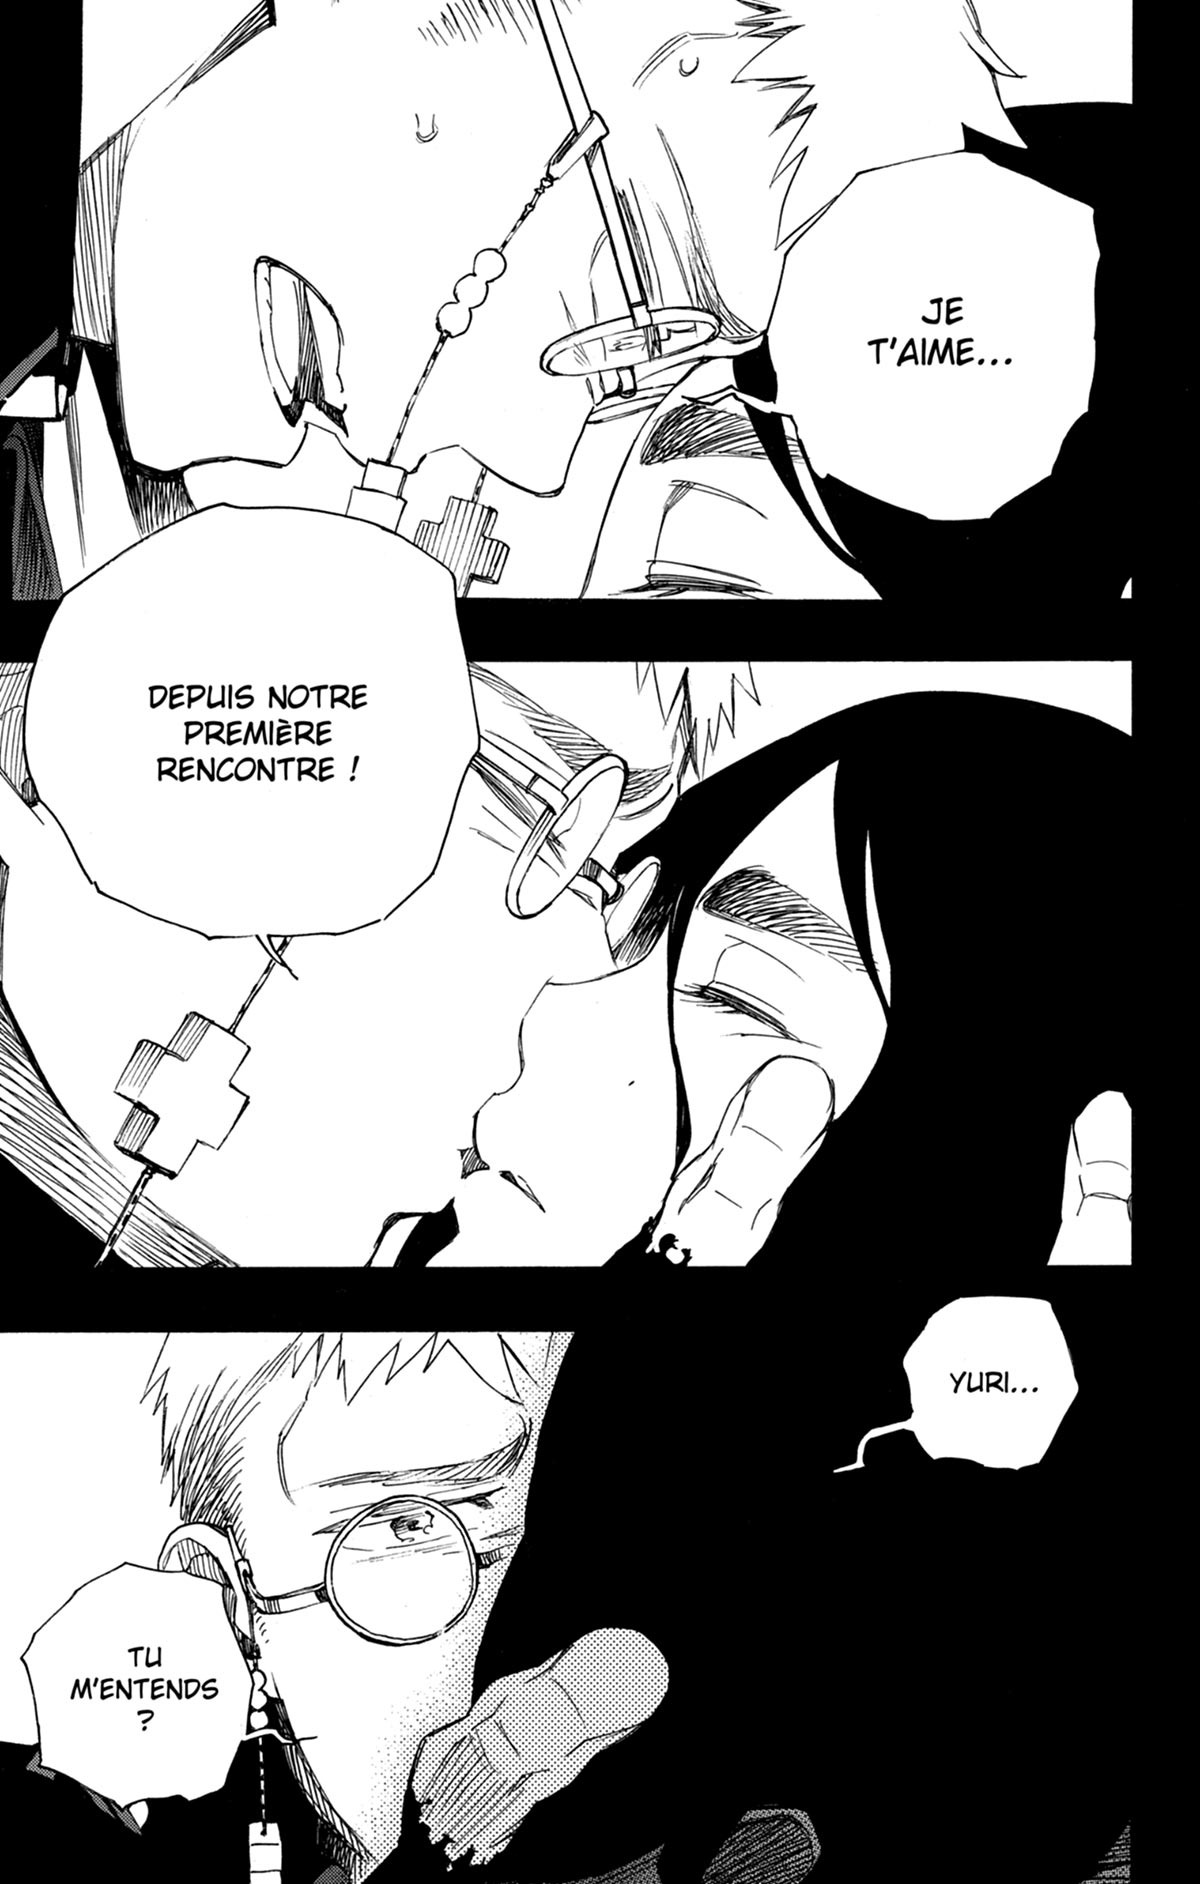 JE
T'AIME...
DEPUIS NOTRE
PREMIÈRE
RENCONTRE !
YURI...
TU
M'ENTENDS
?